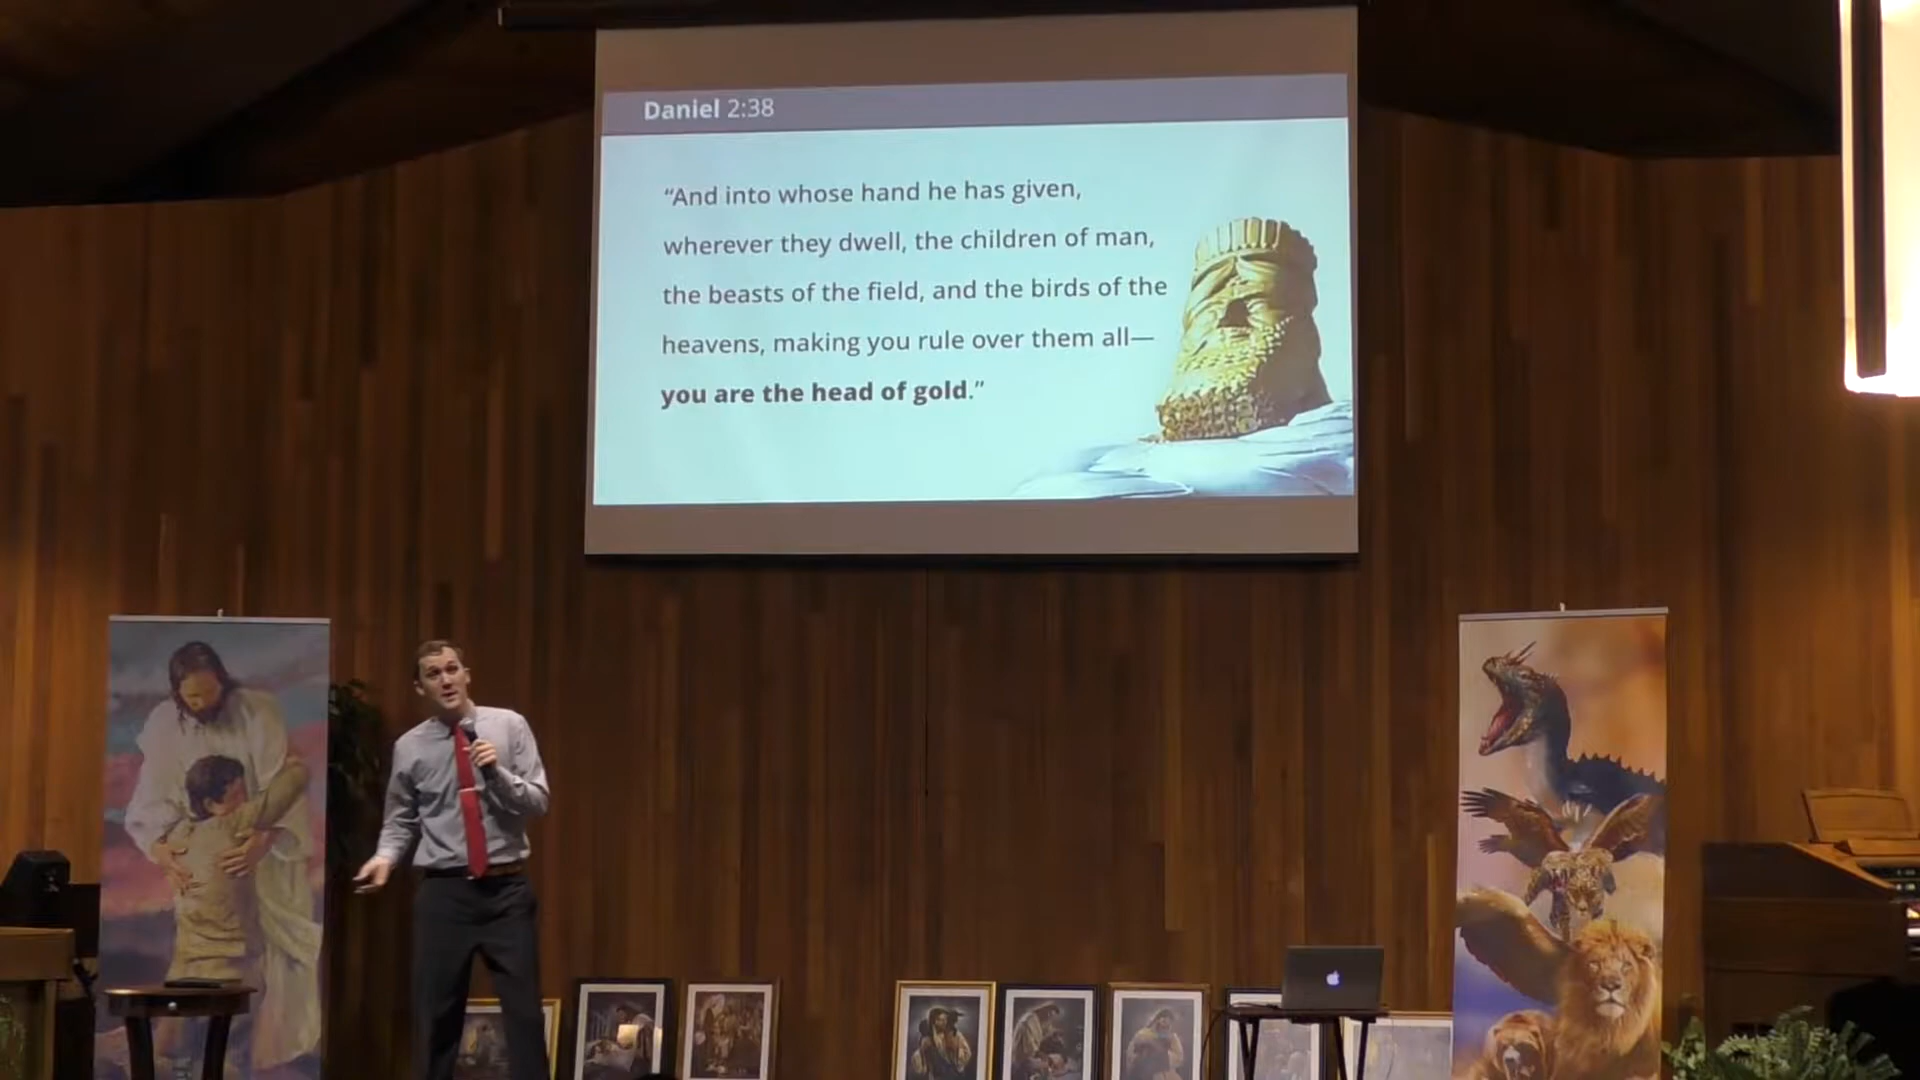 Daniel 2:38
“And into whose hand he has given,
wherever they dwell, the children of man,
the beasts of the field, and the birds of the
heavens, making you rule over them all—
you are the head of gold.”